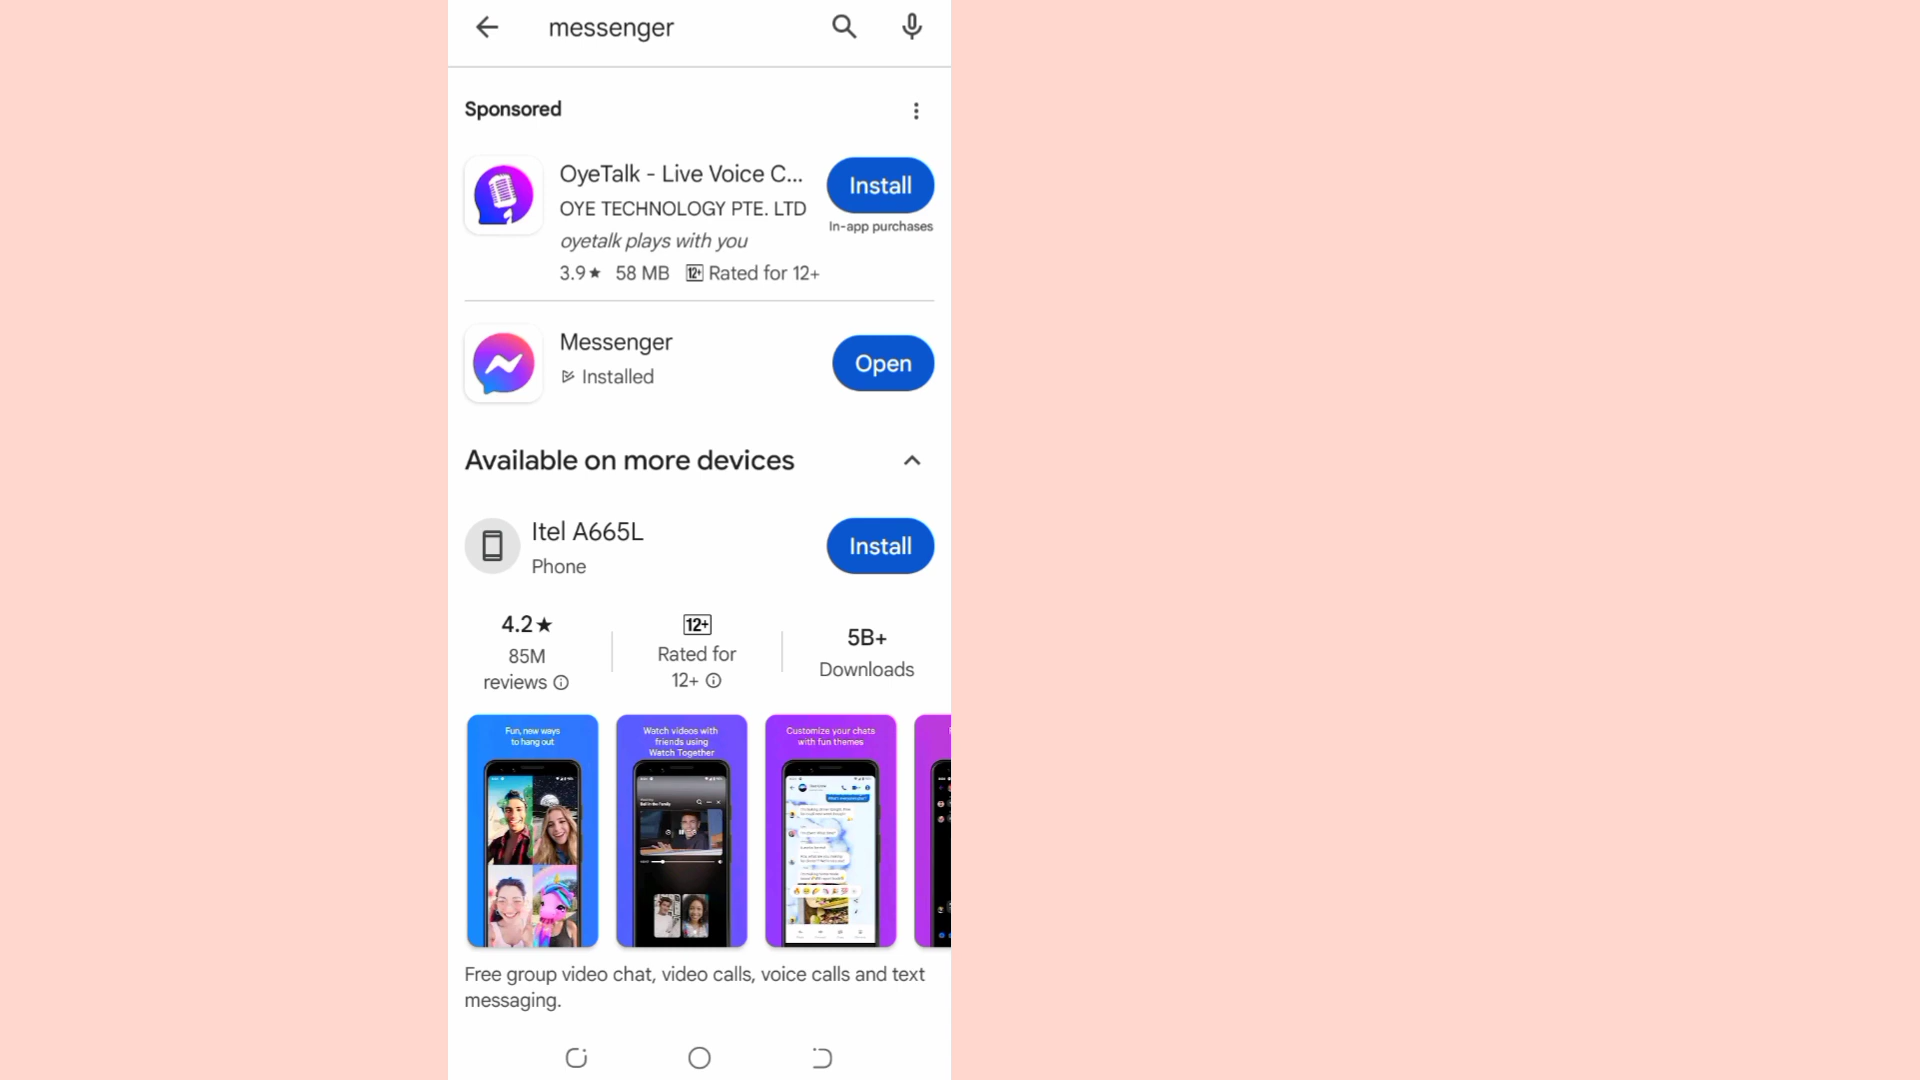 messenger
Sponsored
OyeTalk - Live Voice C...
Install
OYE TECHNOLOGY PTE. LTD
In-app purchases
oyetalk plays with you
3.9★ 58 MB 12+ Rated for 12+
Messenger
Installed
Open
Available on more devices
Itel A665L
Phone
Install
4.2★
85M
reviews
12+
Rated for
12+
5B+
Downloads
Fun, new ways
to hang out
Watch videos with
friends using
Watch Together
Customize your chats
with fun themes
Free group video chat, video calls, voice calls and text
messaging.